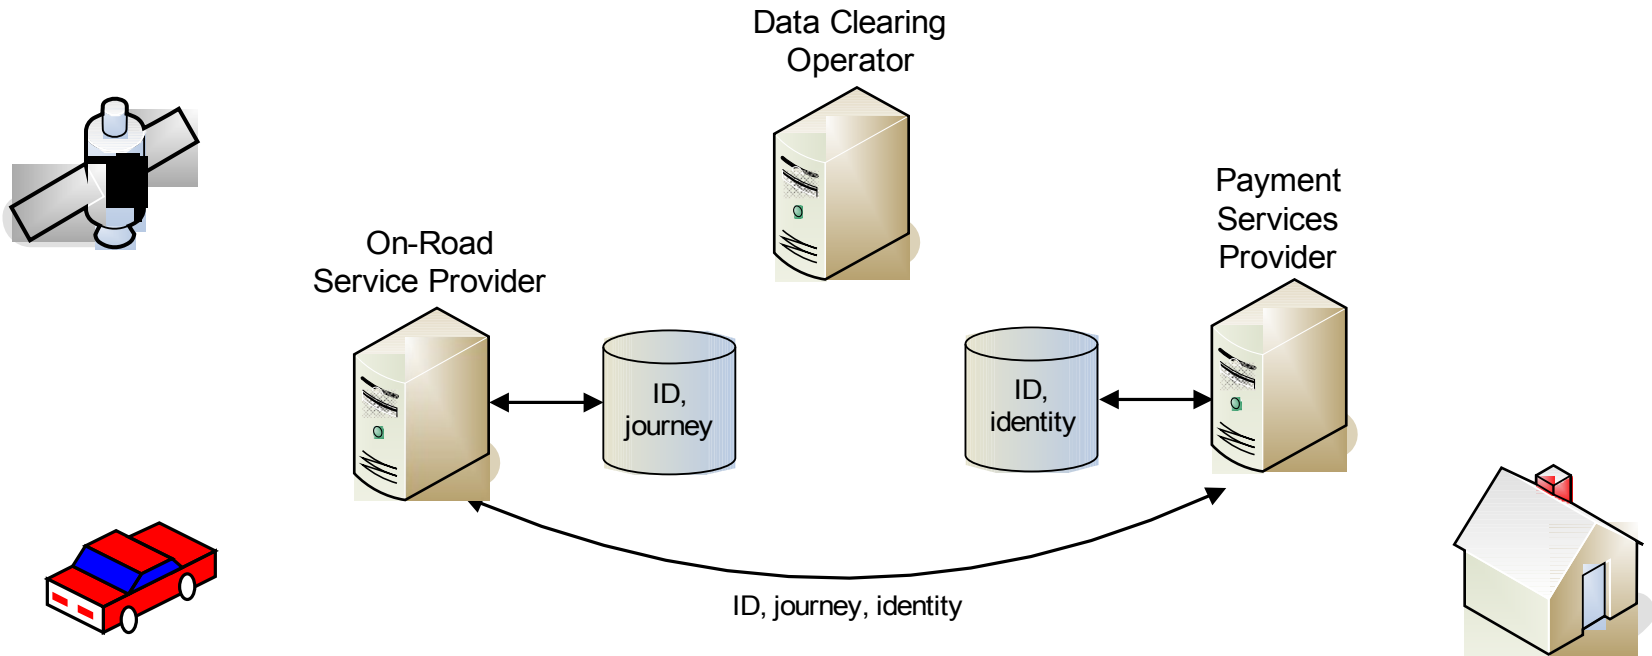 Data Clearing
Operator
Payment
Services
Provider
On-Road
Service Provider
ID,
journey
ID,
identity
ID, journey, identity